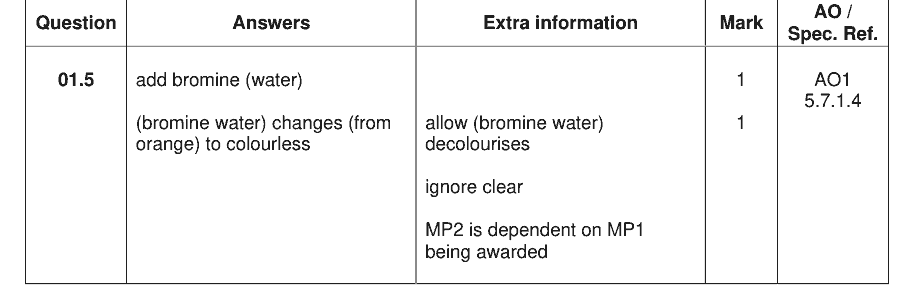 Question Answers Extra information Mark AO /
Spec. Ref.
01.5 add bromine (water) 1 AO1
5.7.1.4
(bromine water) changes (from allow (bromine water) 1
orange) to colourless decolourises
ignore clear
MP2 is dependent on MP1
being awarded